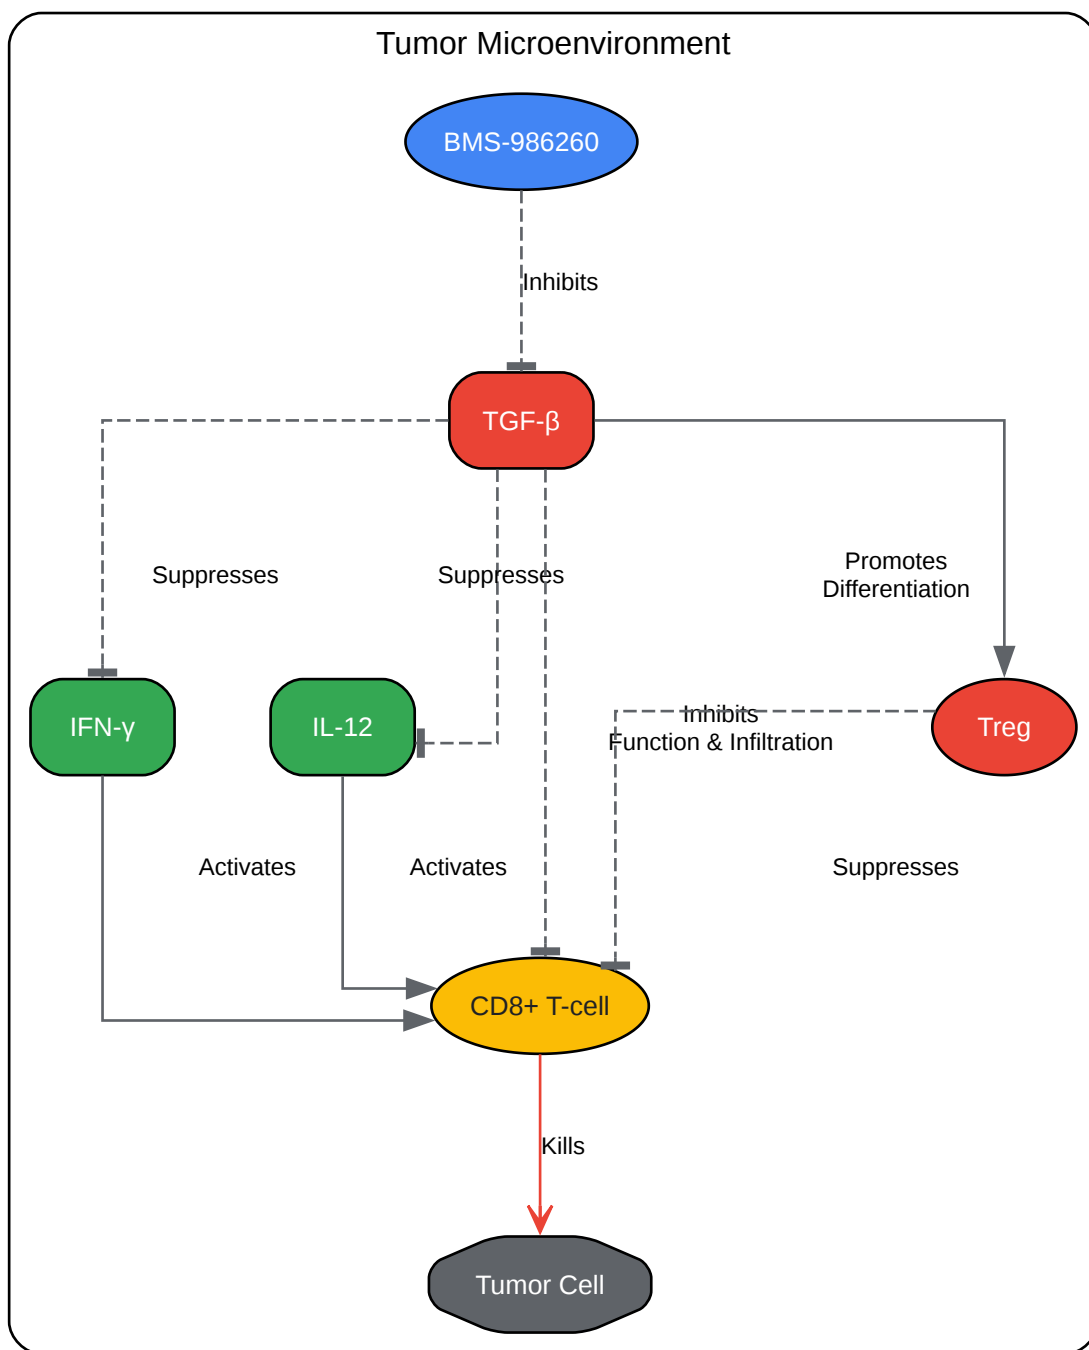 Tumor Microenvironment
BMS-986260
Inhibits
TGF-β
Suppresses
Suppresses
Promotes
Differentiation
IFN-γ
IL-12
Inhibits
Function & Infiltration
Treg
Activates
Activates
Suppresses
CD8+ T-cell
Kills
Tumor Cell